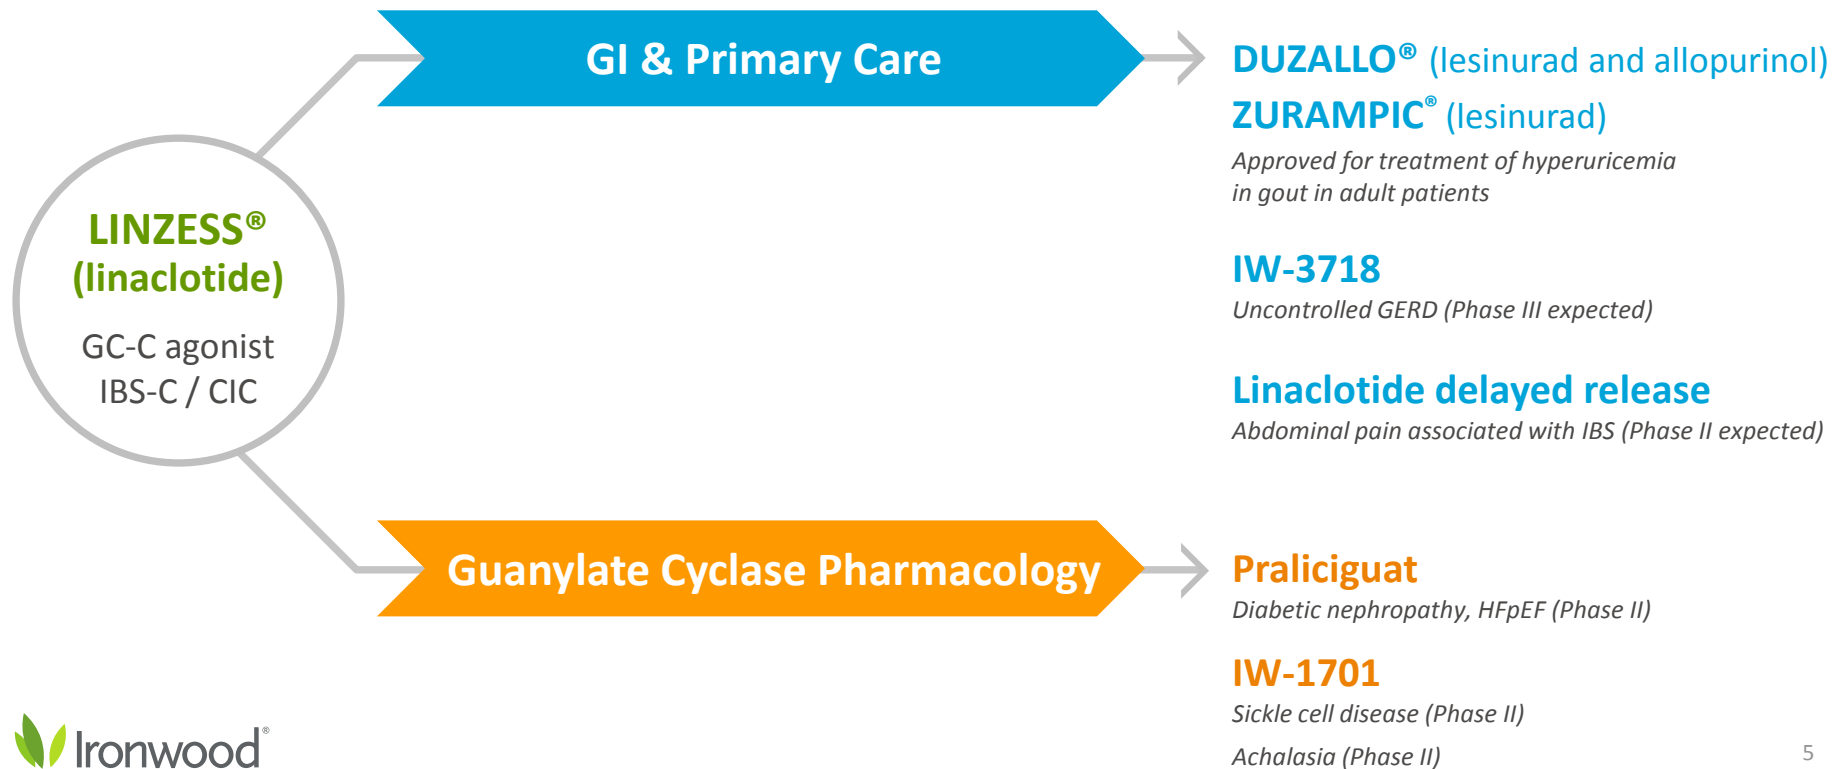 LINZESS®
(linaclotide)
GC-C agonist
IBS-C / CIC
GI & Primary Care
DUZALLO® (lesinurad and allopurinol)
ZURAMPIC® (lesinurad)
Approved for treatment of hyperuricemia
in gout in adult patients
IW-3718
Uncontrolled GERD (Phase III expected)
Linaclotide delayed release
Abdominal pain associated with IBS (Phase II expected)
Guanylate Cyclase Pharmacology
Praliciguat
Diabetic nephropathy, HFpEF (Phase II)
IW-1701
Sickle cell disease (Phase II)
Achalasia (Phase II)
Ironwood®
5